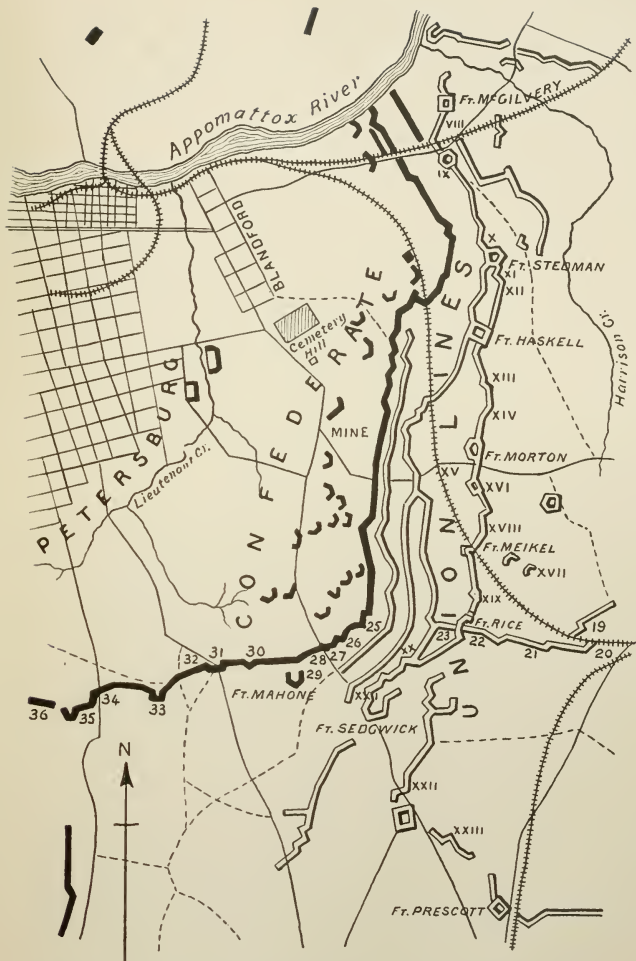 Appomattox River
FT. MCGILVERY
VIII
IX
BLANDFORD
X
FT. STEDMAN
XI
XII
Cemetery
Hill
FT. HASKELL
Harrison Cr.
XIII
XIV
MINE
FT. MORTON
XV
XVI
PETERSBURG
Lieutenant Cr.
CONFEDERATE
UNION LINES
XVIII
FT. MEIKEL
XVII
XIX
FT. RICE
19
25
26
27
28
23
22
21
20
32
31
30
29
XX
FT. MAHONE
XXI
36
35
34
33
FT. SEDGWICK
N
XXII
XXIII
FT. PRESCOTT